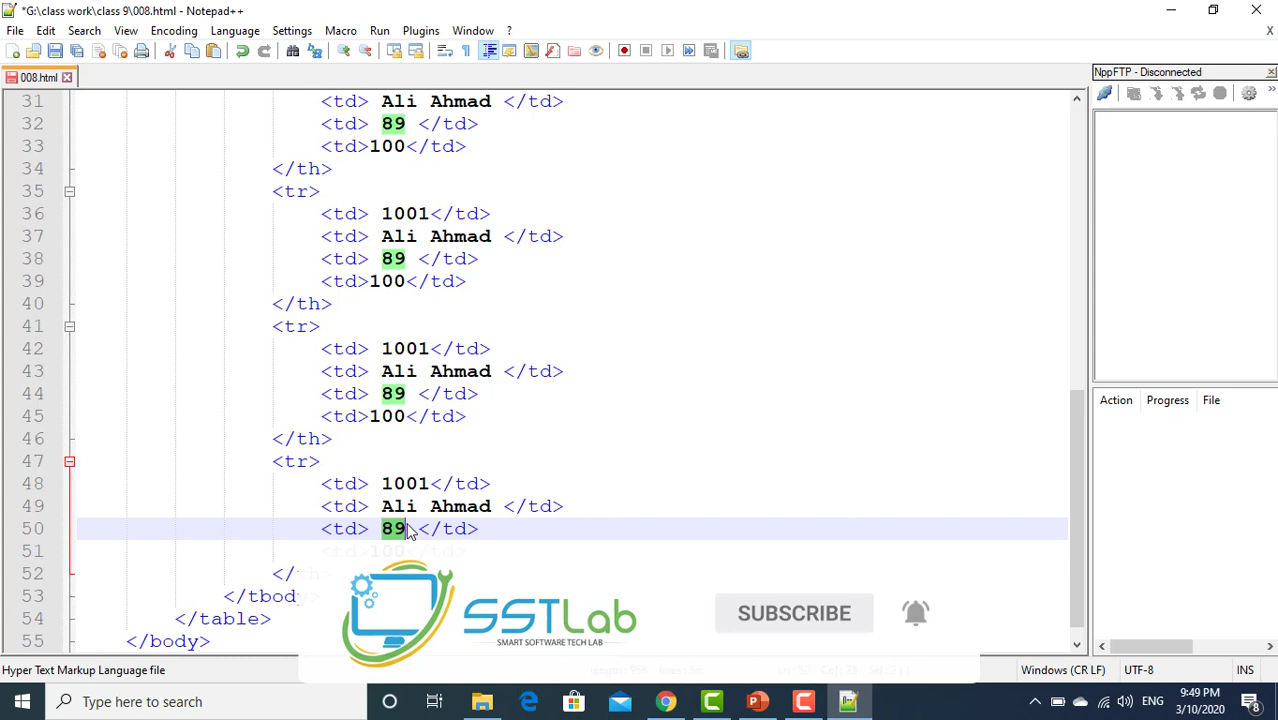 *G:\class work\class 9\008.html - Notepad++
File Edit Search View Encoding Language Settings Macro Run Plugins Window ? X
008.html
NppFTP - Disconnected
31 <td> Ali Ahmad </td>
32 <td> 89 </td>
33 <td>100</td>
34 </th>
35 <tr>
36 <td> 1001</td>
37 <td> Ali Ahmad </td>
38 <td> 89 </td>
39 <td>100</td>
40 </th>
41 <tr>
42 <td> 1001</td>
43 <td> Ali Ahmad </td>
44 <td> 89 </td>
45 <td>100</td>
46 </th>
47 <tr>
48 <td> 1001</td>
49 <td> Ali Ahmad </td>
50 <td> 89 </td>
51 <td>100</td>
52 </th>
53 </tbody>
54 </table>
55 </body>
Action Progress File
SSTLab
SMART SOFTWARE TECH LAB
SUBSCRIBE
Hyper Text Markup Language file
Windows (CR LF) UTF-8 INS
Type here to search
ENG
9:49 PM
3/10/2020
8